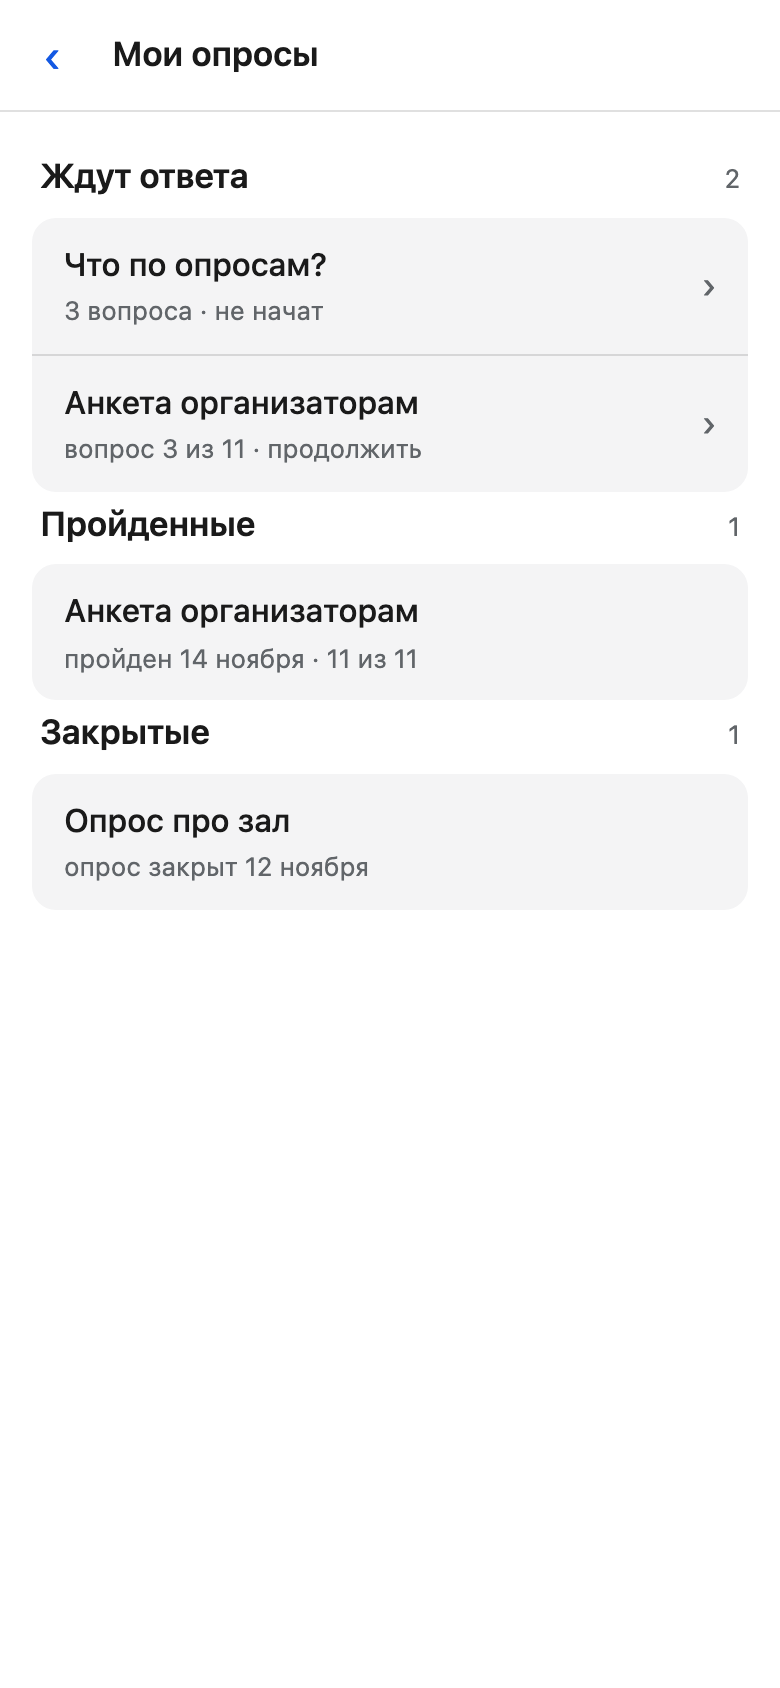 ‹ Мои опросы
Ждут ответа 2
Что по опросам?
3 вопроса · не начат ›
Анкета организаторам
вопрос 3 из 11 · продолжить ›
Пройденные 1
Анкета организаторам
пройден 14 ноября · 11 из 11
Закрытые 1
Опрос про зал
опрос закрыт 12 ноября